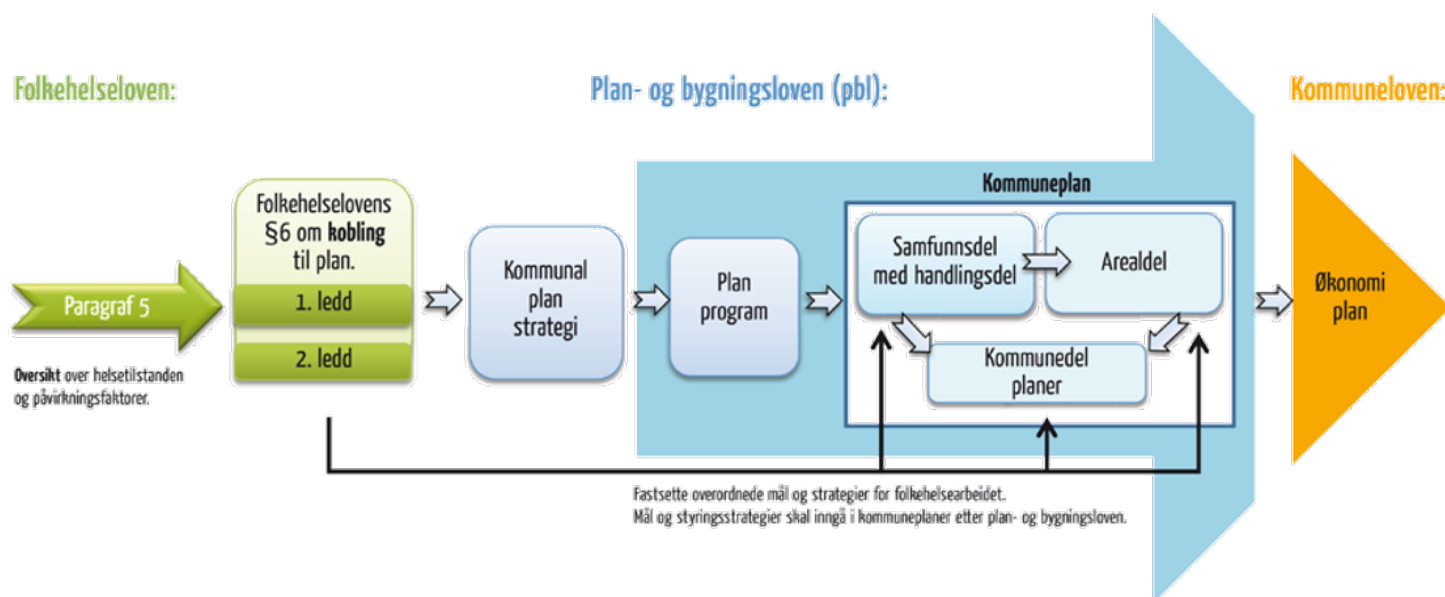 Folkehelseloven:
Plan- og bygningsloven (pbl):
Kommuneloven:
Paragraf 5
Oversikt over helsetilstanden
og påvirkningsfaktorer.
Folkehelselovens
§6 om kobling
til plan.
1. ledd
2. ledd
Kommunal
plan
strategi
Plan
program
Kommuneplan
Samfunnsdel
med handlingsdel
Arealdel
Kommunedel
planer
Økonomi
plan
Fastsette overordnede mål og strategier for folkehelsearbeidet.
Mål og styringsstrategier skal inngå i kommuneplaner etter plan- og bygningsloven.